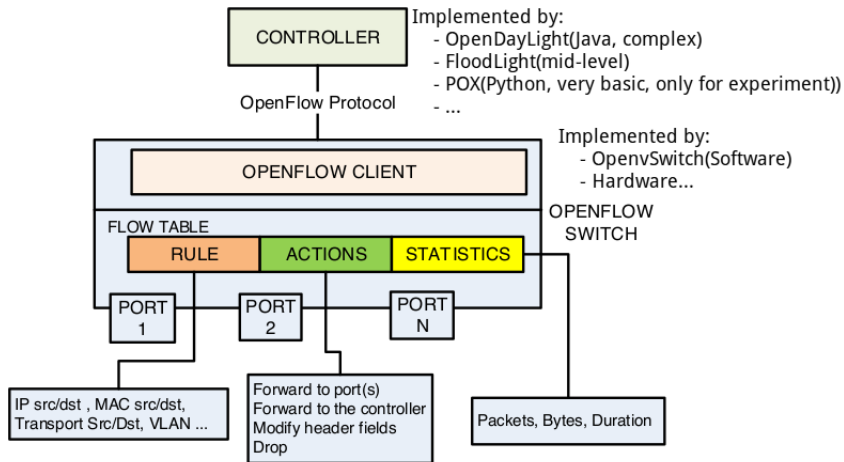 CONTROLLER
Implemented by:
- OpenDayLight(Java, complex)
- FloodLight(mid-level)
- POX(Python, very basic, only for experiment))
- ...
OpenFlow Protocol
Implemented by:
- OpenvSwitch(Software)
- Hardware...
OPENFLOW CLIENT
OPENFLOW
SWITCH
FLOW TABLE
RULE
ACTIONS
STATISTICS
PORT
1
PORT
2
PORT
N
IP src/dst , MAC src/dst,
Transport Src/Dst, VLAN ...
Forward to port(s)
Forward to the controller
Modify header fields
Drop
Packets, Bytes, Duration